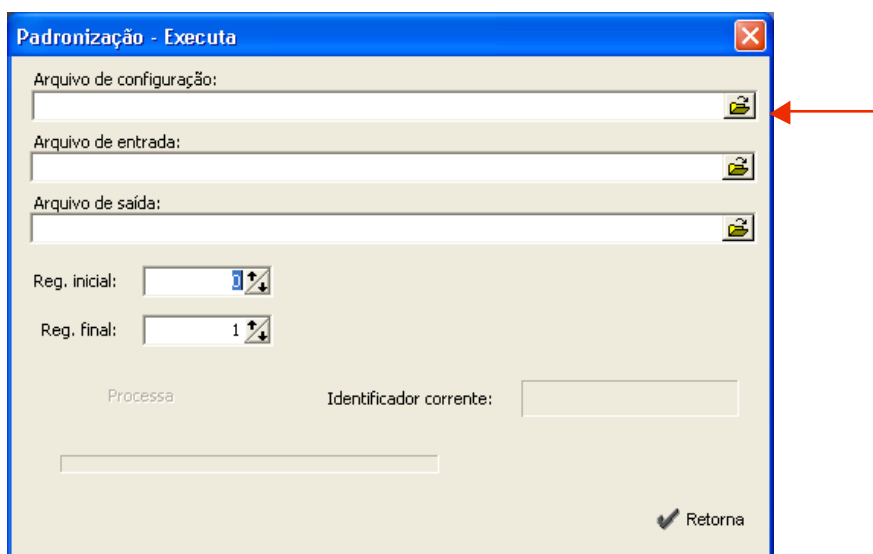 Padronização - Executa
Arquivo de configuração:
Arquivo de entrada:
Arquivo de saída:
Reg. inicial: 0
Reg. final: 1
Processa Identificador corrente:
Retorna